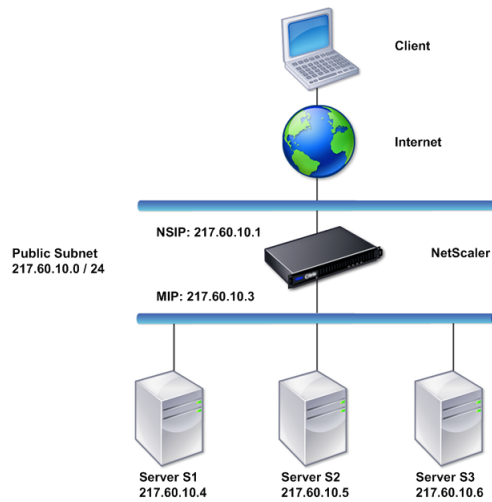 Client
Internet
NSIP: 217.60.10.1
Public Subnet
217.60.10.0 / 24
NetScaler
MIP: 217.60.10.3
Server S1
217.60.10.4
Server S2
217.60.10.5
Server S3
217.60.10.6